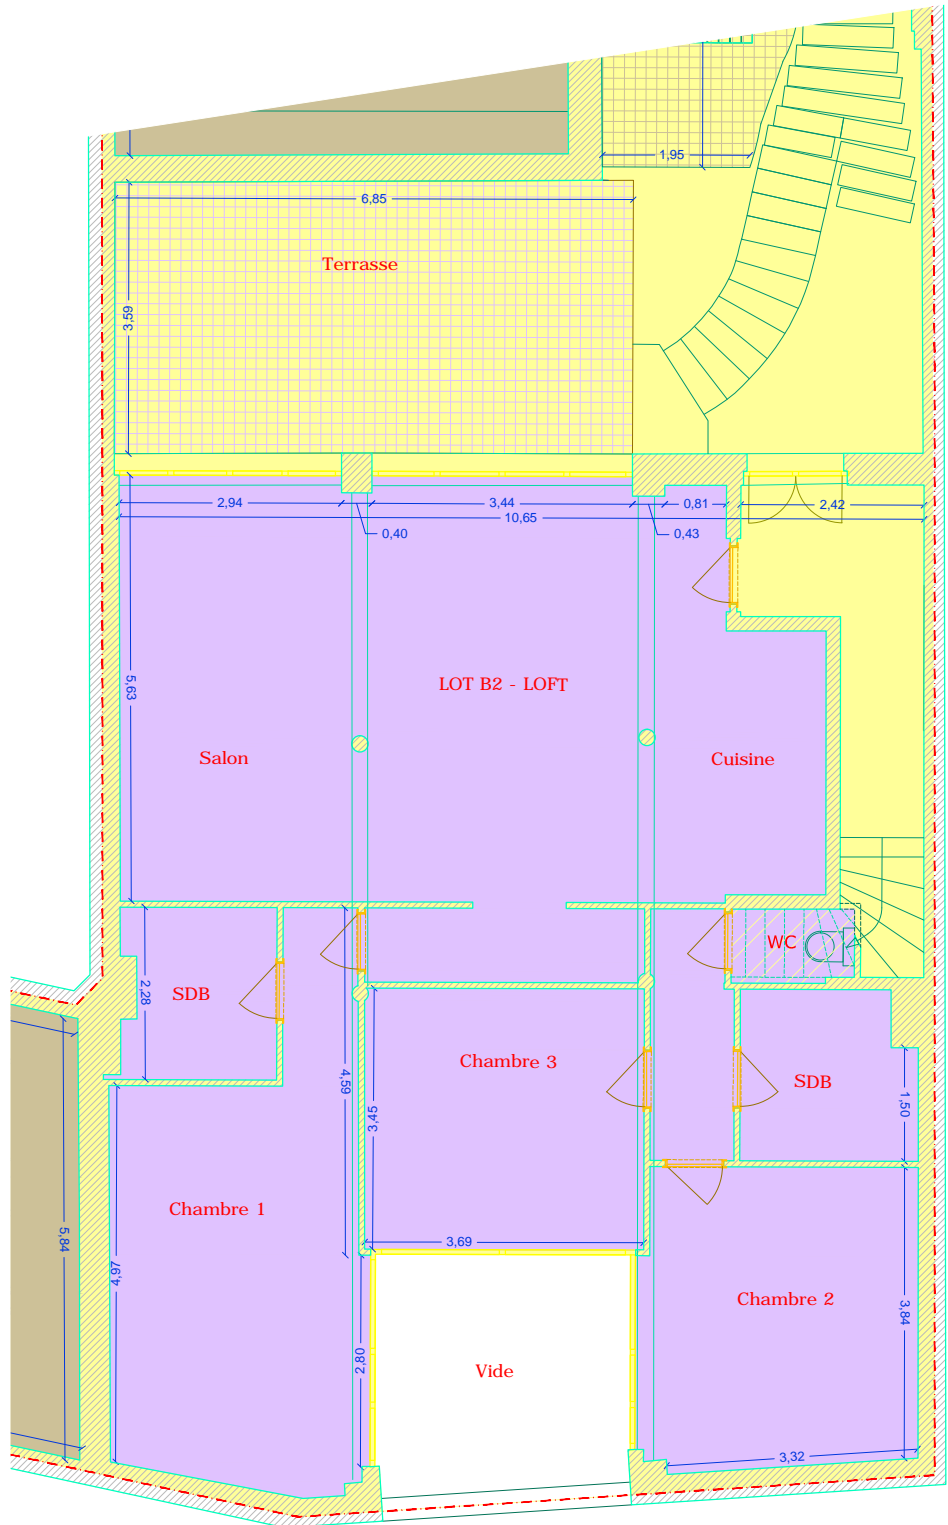 1,95
6,85
Terrasse
3,59
2,94
3,44
0,81
2,42
10,65
0,40
0,43
5,63
LOT B2 - LOFT
Salon
Cuisine
WC
SDB
2,28
Chambre 3
4,59
3,45
SDB
1,50
Chambre 1
5,84
4,97
3,69
Chambre 2
3,84
2,80
Vide
3,32